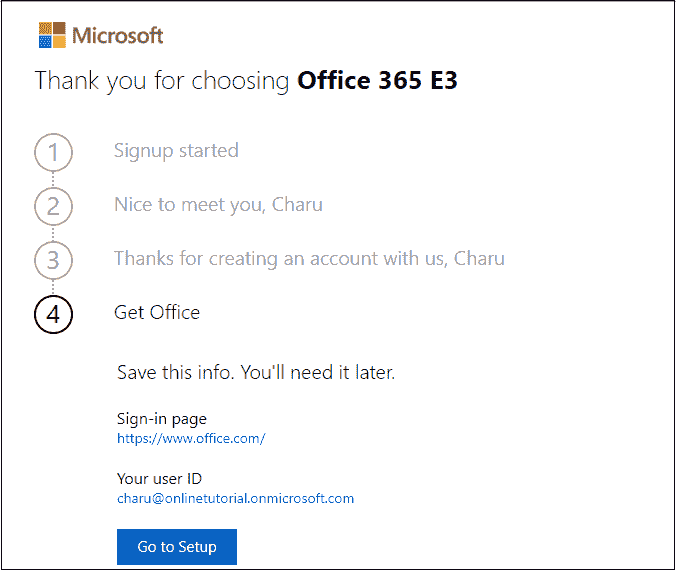 Microsoft
Thank you for choosing Office 365 E3
1 Signup started
2 Nice to meet you, Charu
3 Thanks for creating an account with us, Charu
4 Get Office
Save this info. You'll need it later.
Sign-in page
https://www.office.com/
Your user ID
charu@onlinetutorial.onmicrosoft.com
Go to Setup